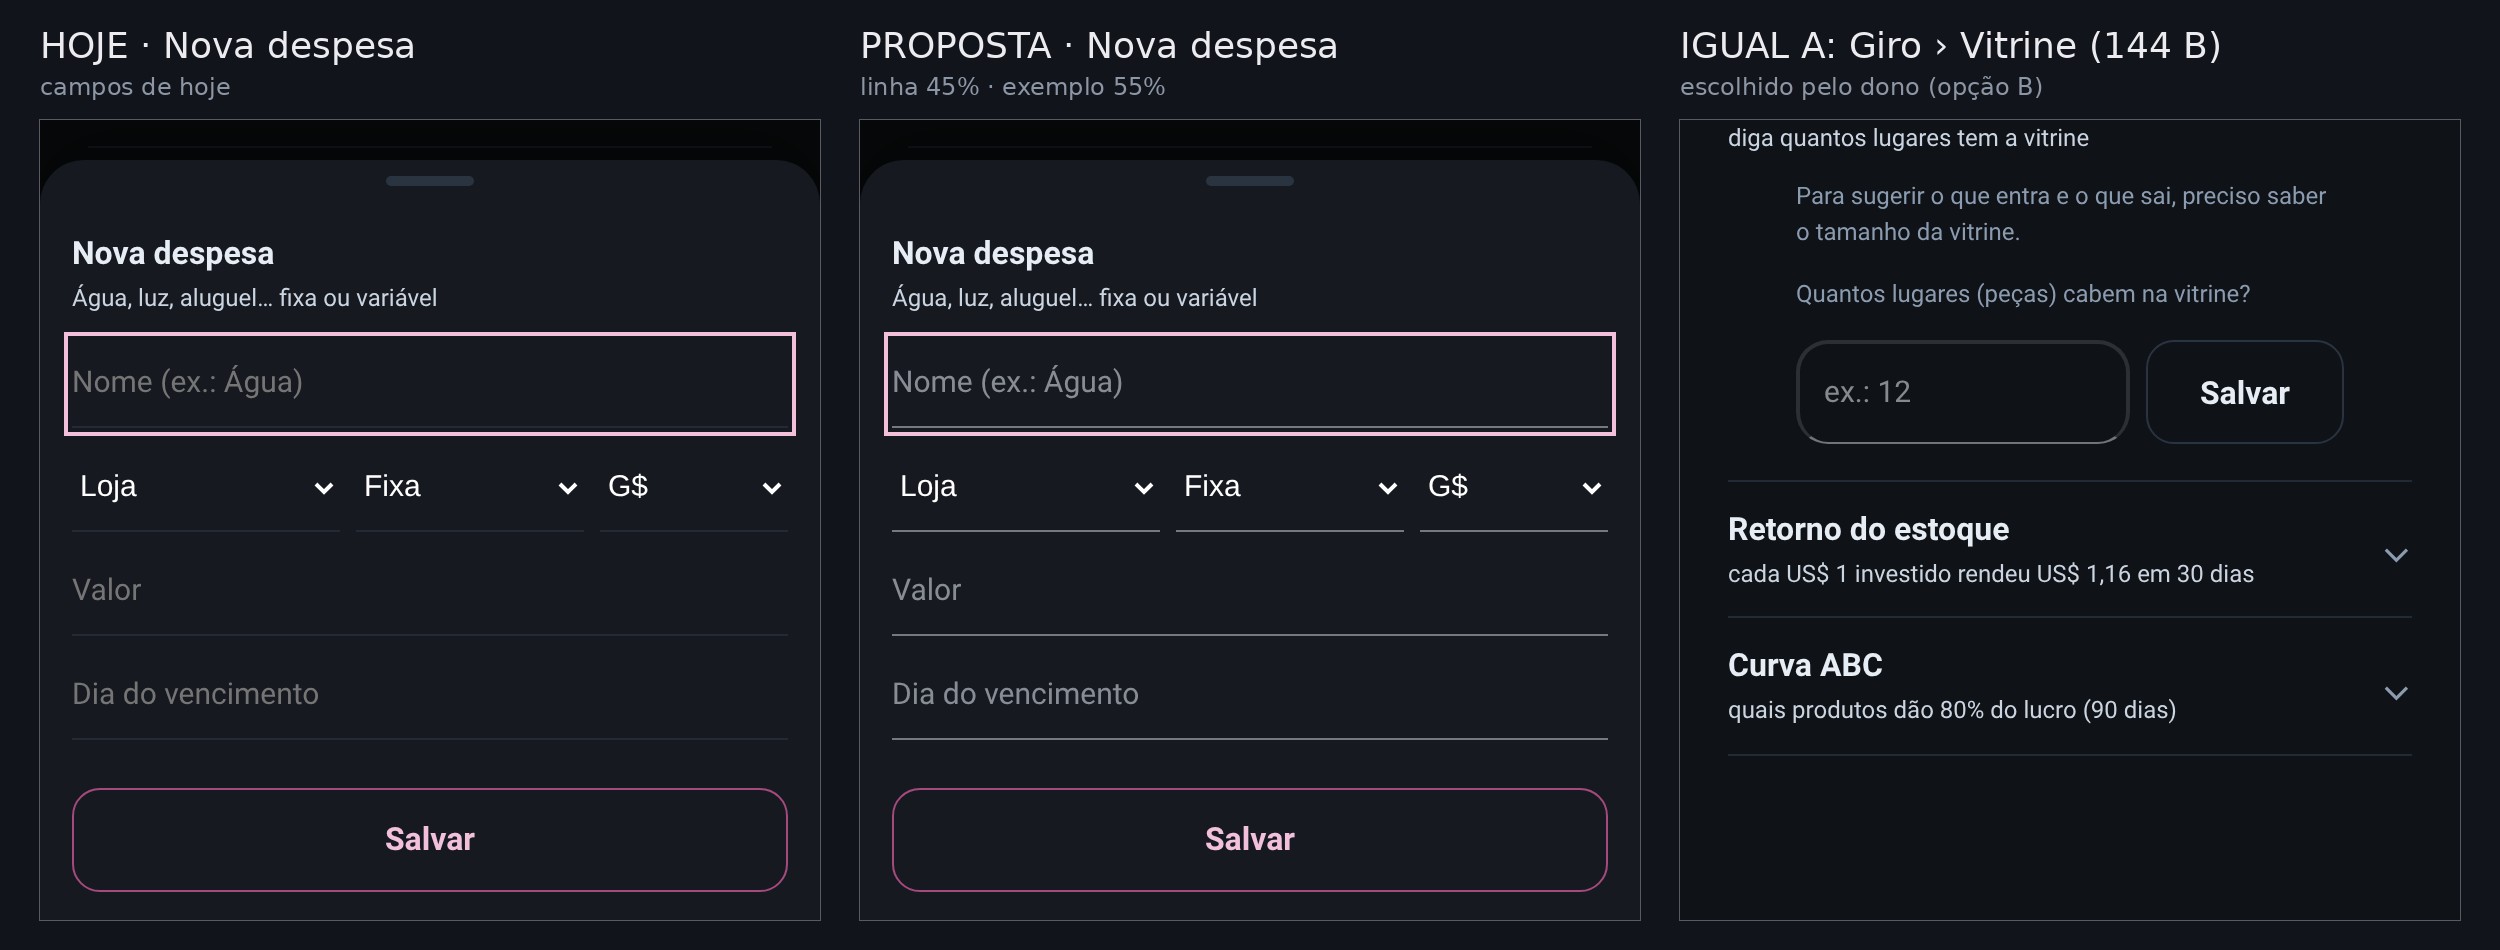 HOJE · Nova despesa
campos de hoje
Nova despesa
Água, luz, aluguel... fixa ou variável
Nome (ex.: Água)
Loja Fixa G$
Valor
Dia do vencimento
Salvar
PROPOSTA · Nova despesa
linha 45% · exemplo 55%
Nova despesa
Água, luz, aluguel... fixa ou variável
Nome (ex.: Água)
Loja Fixa G$
Valor
Dia do vencimento
Salvar
IGUAL A: Giro › Vitrine (144 B)
escolhido pelo dono (opção B)
diga quantos lugares tem a vitrine
Para sugerir o que entra e o que sai, preciso saber
o tamanho da vitrine.
Quantos lugares (peças) cabem na vitrine?
ex.: 12 Salvar
Retorno do estoque
cada US$ 1 investido rendeu US$ 1,16 em 30 dias
Curva ABC
quais produtos dão 80% do lucro (90 dias)